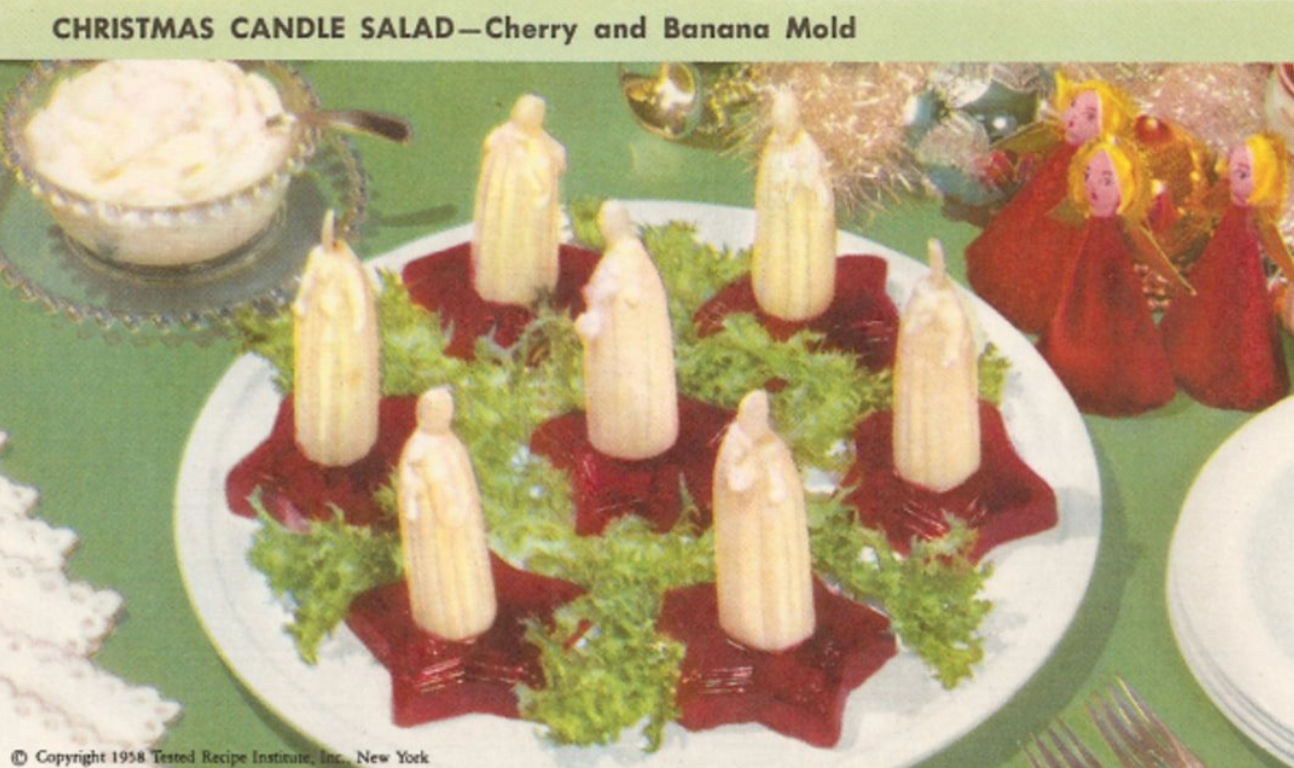 CHRISTMAS CANDLE SALAD—Cherry and Banana Mold
© Copyright 1958 Tested Recipe Institute, Inc., New York